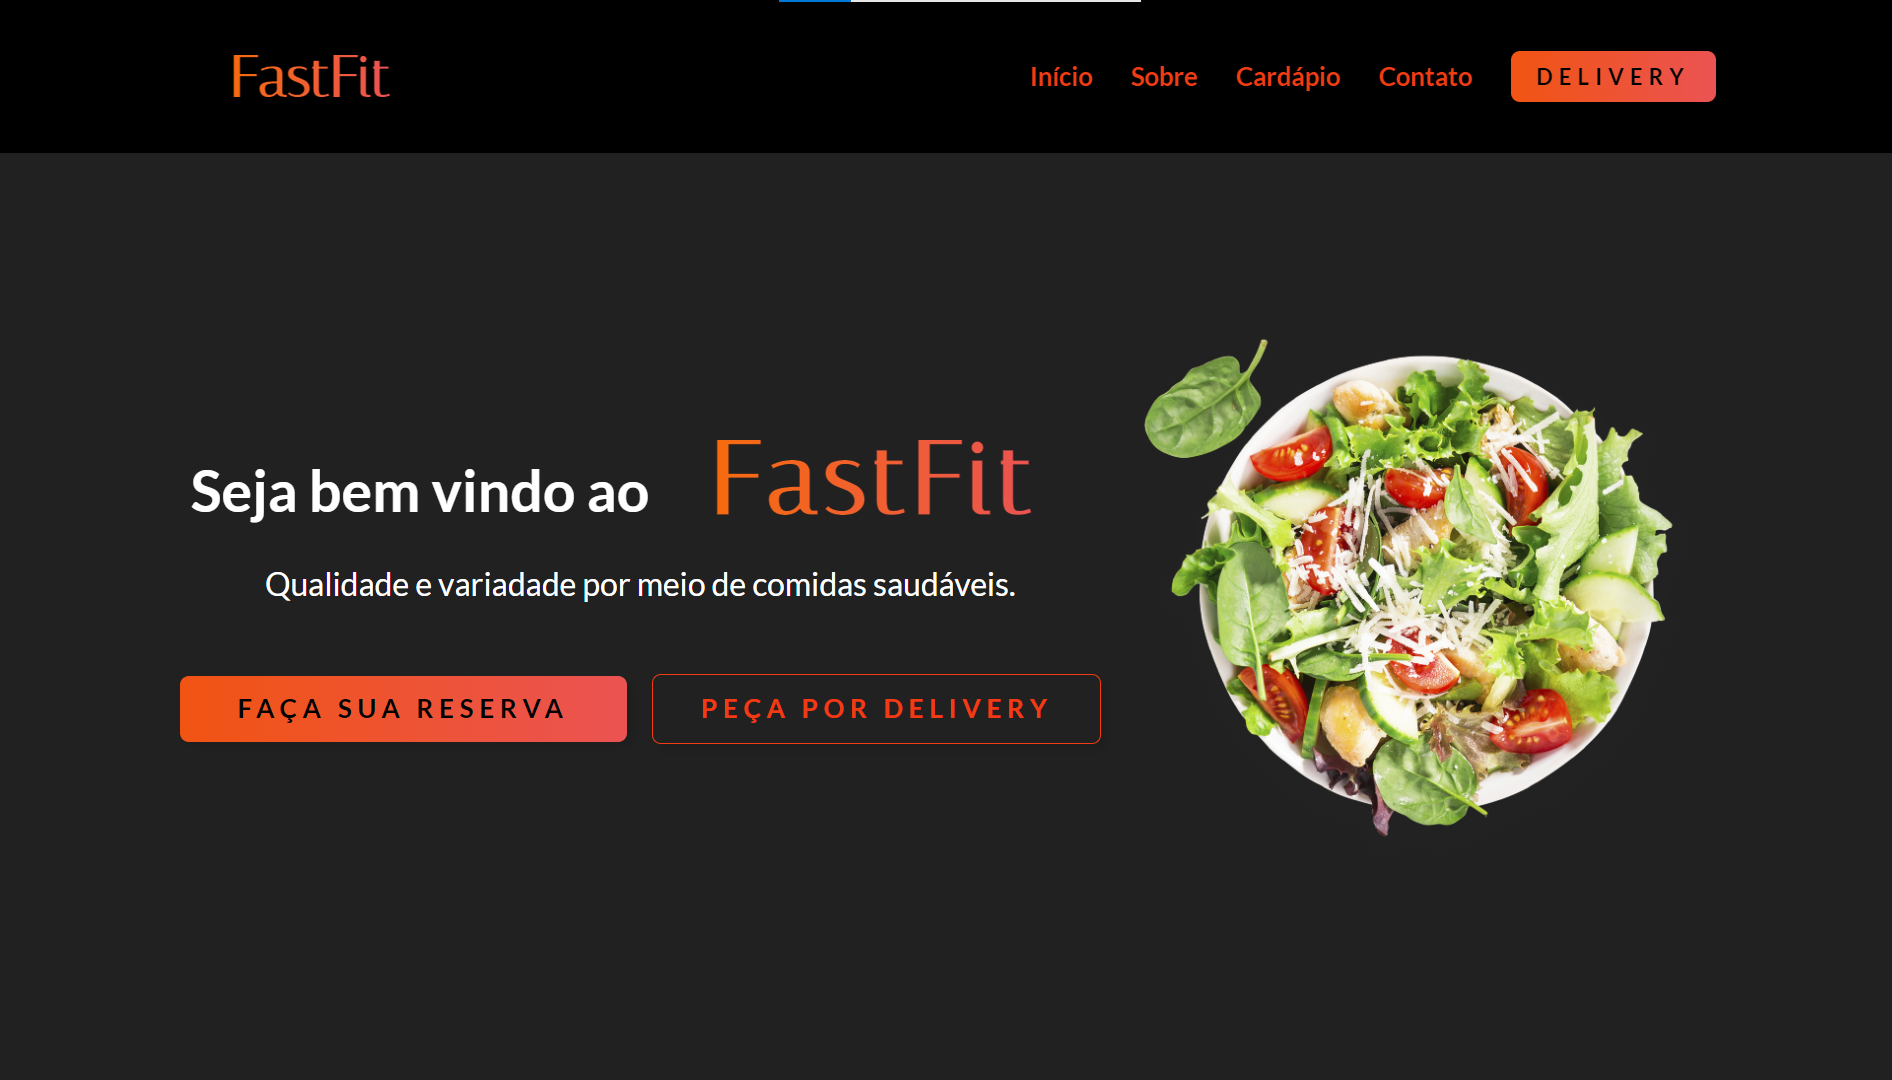 FastFit
Início Sobre Cardápio Contato DELIVERY
Seja bem vindo ao FastFit
Qualidade e variadade por meio de comidas saudáveis.
FAÇA SUA RESERVA PEÇA POR DELIVERY